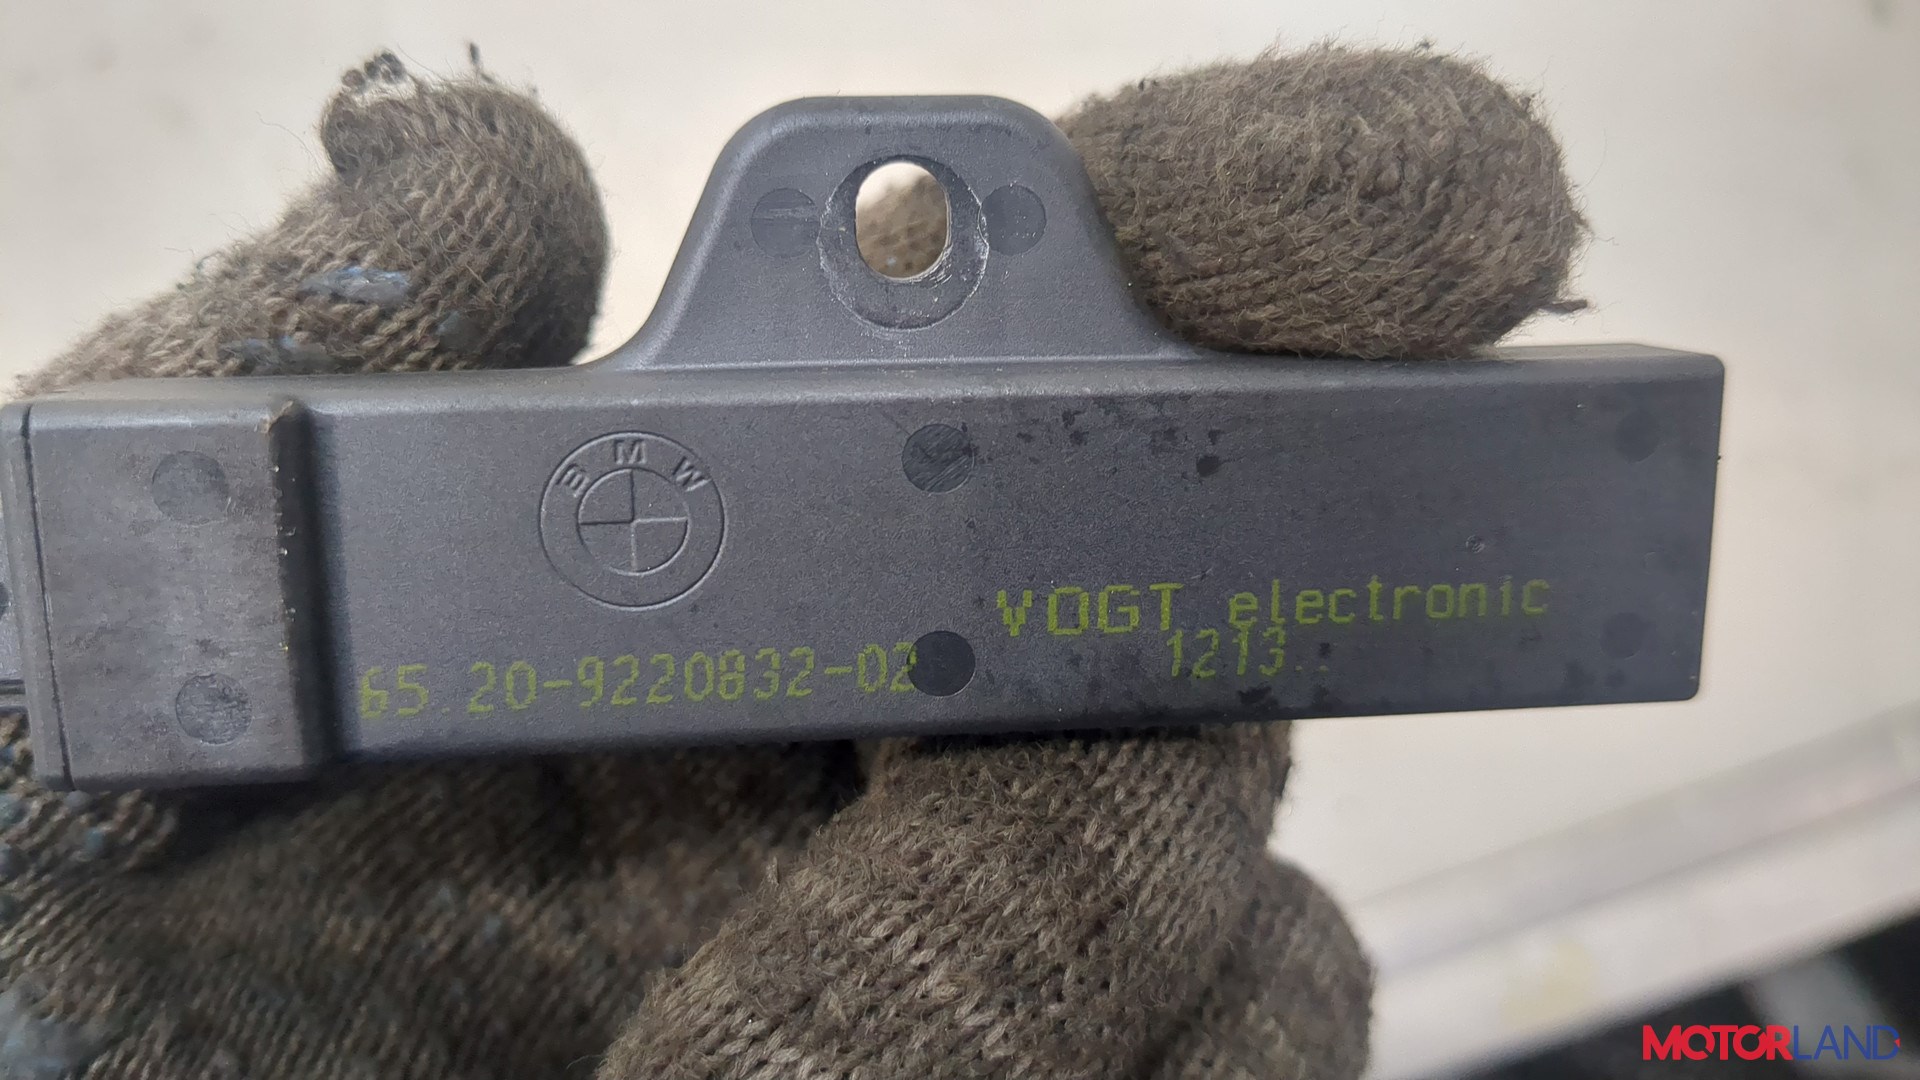 BMW
VOGT electronic
65.20-9220832-02
1213..
MOTORLAND